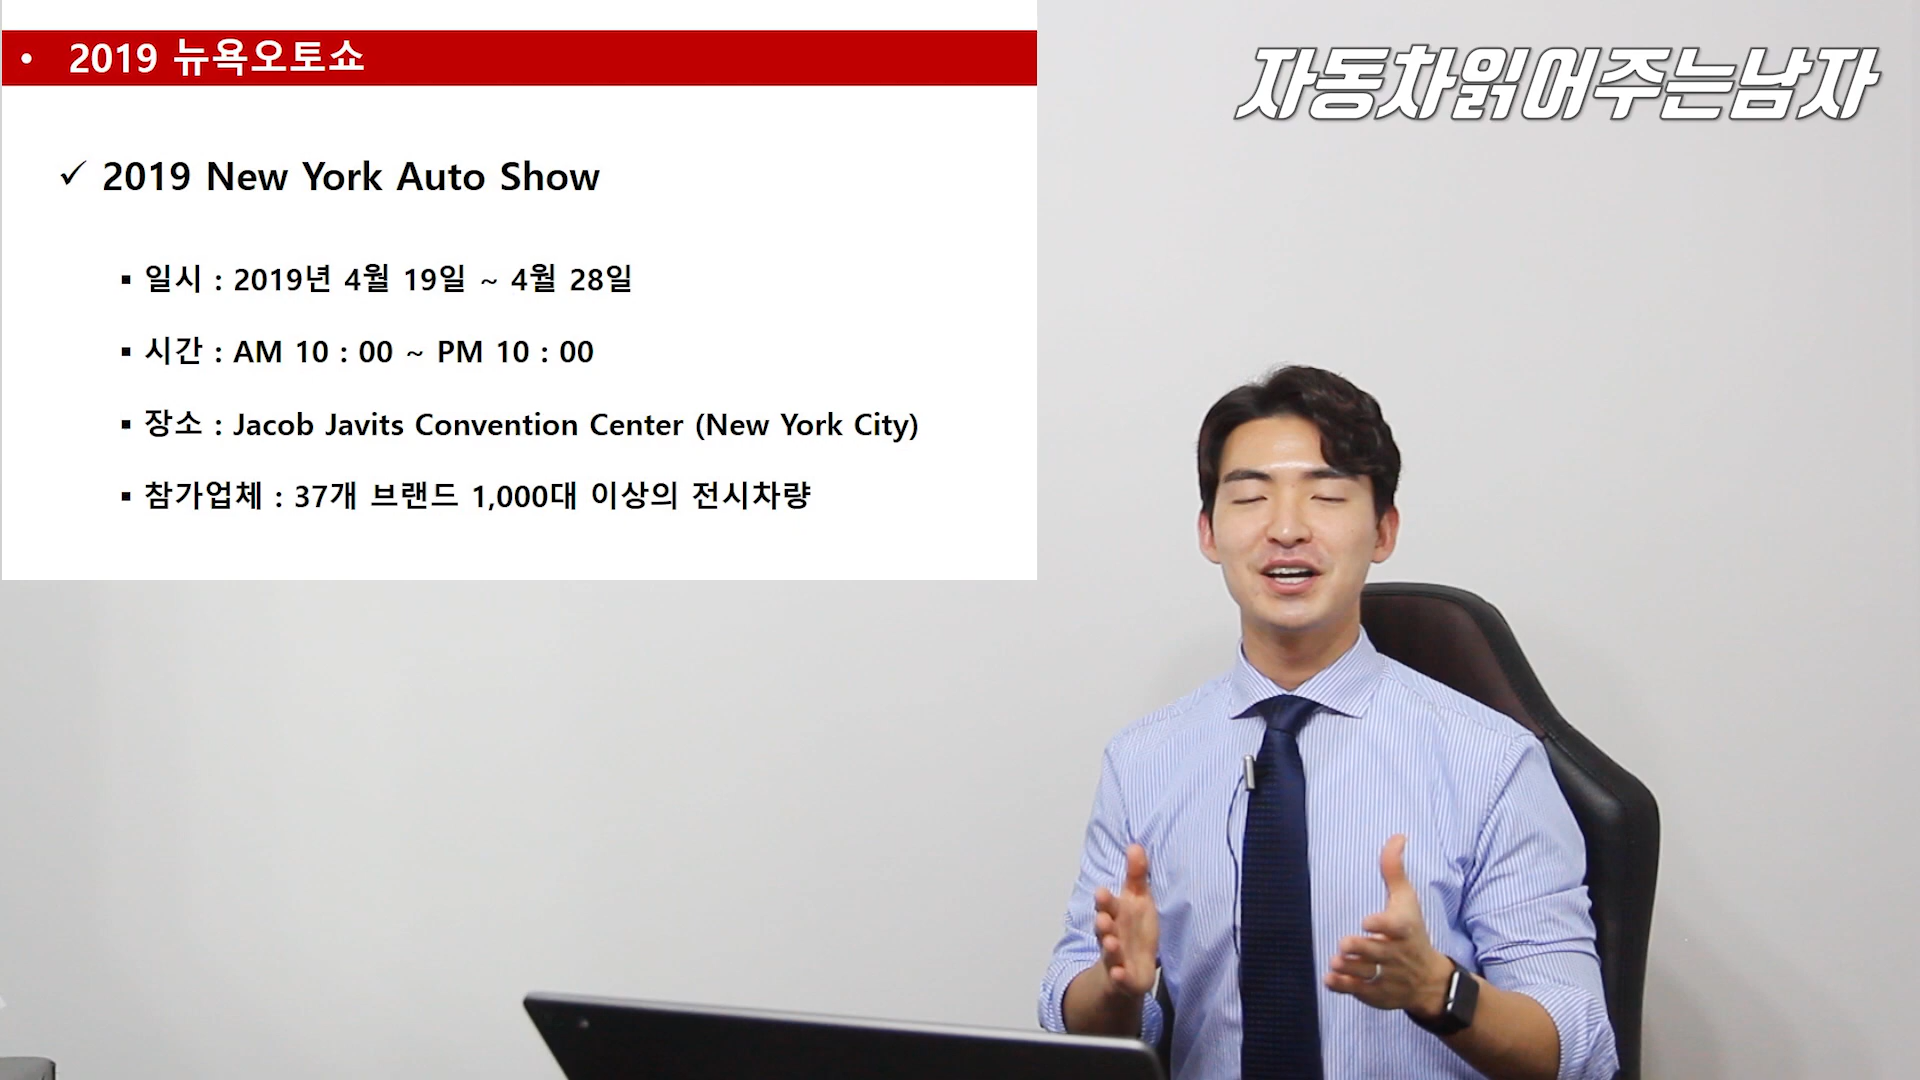 • 2019 뉴욕오토쇼
자동차읽어주는남자
✓ 2019 New York Auto Show
▪ 일시 : 2019년 4월 19일 ~ 4월 28일
▪ 시간 : AM 10 : 00 ~ PM 10 : 00
▪ 장소 : Jacob Javits Convention Center (New York City)
▪ 참가업체 : 37개 브랜드 1,000대 이상의 전시차량